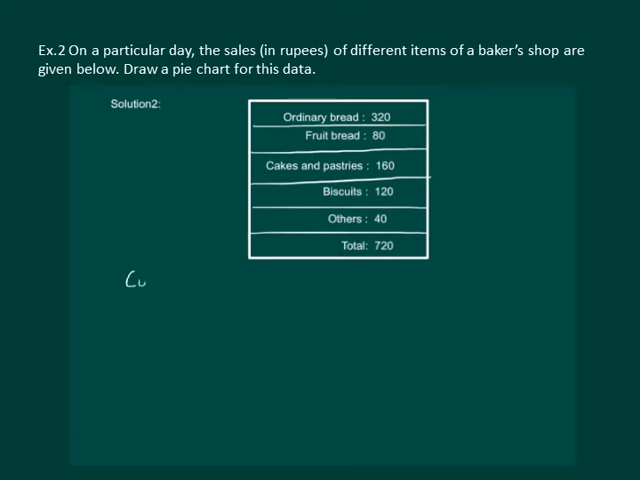 Ex.2 On a particular day, the sales (in rupees) of different items of a baker’s shop are
given below. Draw a pie chart for this data.
Solution2:
Ordinary bread : 320
Fruit bread : 80
Cakes and pastries : 160
Biscuits : 120
Others : 40
Total: 720